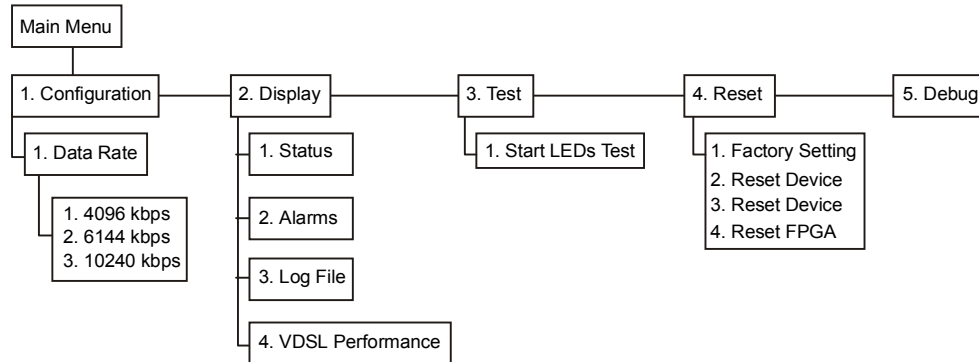 Main Menu
1. Configuration
2. Display
3. Test
4. Reset
5. Debug
1. Data Rate
1. 4096 kbps
2. 6144 kbps
3. 10240 kbps
1. Status
2. Alarms
3. Log File
4. VDSL Performance
1. Start LEDs Test
1. Factory Setting
2. Reset Device
3. Reset Device
4. Reset FPGA